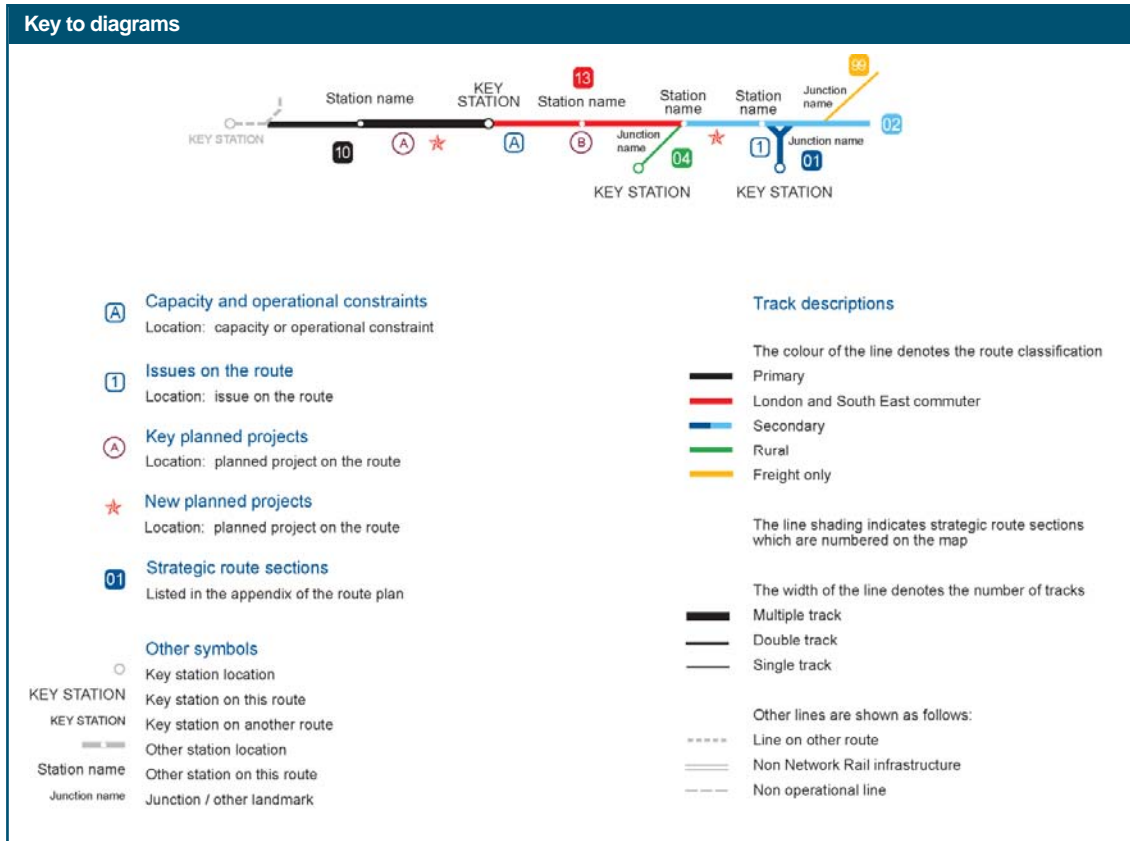 Key to diagrams
99
13
KEY STATION
Station name
KEY
STATION
Station name
Station
name
Station
name
Junction
name
02
10
A
A
B
Junction
name
04
1
Junction name
01
KEY STATION
KEY STATION
A
Capacity and operational constraints
Location: capacity or operational constraint
1
Issues on the route
Location: issue on the route
A
Key planned projects
Location: planned project on the route
New planned projects
Location: planned project on the route
01
Strategic route sections
Listed in the appendix of the route plan
Other symbols
Key station location
KEY STATION
Key station on this route
KEY STATION
Key station on another route
Other station location
Station name
Other station on this route
Junction name
Junction / other landmark
Track descriptions
The colour of the line denotes the route classification
Primary
London and South East commuter
Secondary
Rural
Freight only
The line shading indicates strategic route sections
which are numbered on the map
The width of the line denotes the number of tracks
Multiple track
Double track
Single track
Other lines are shown as follows:
Line on other route
Non Network Rail infrastructure
Non operational line